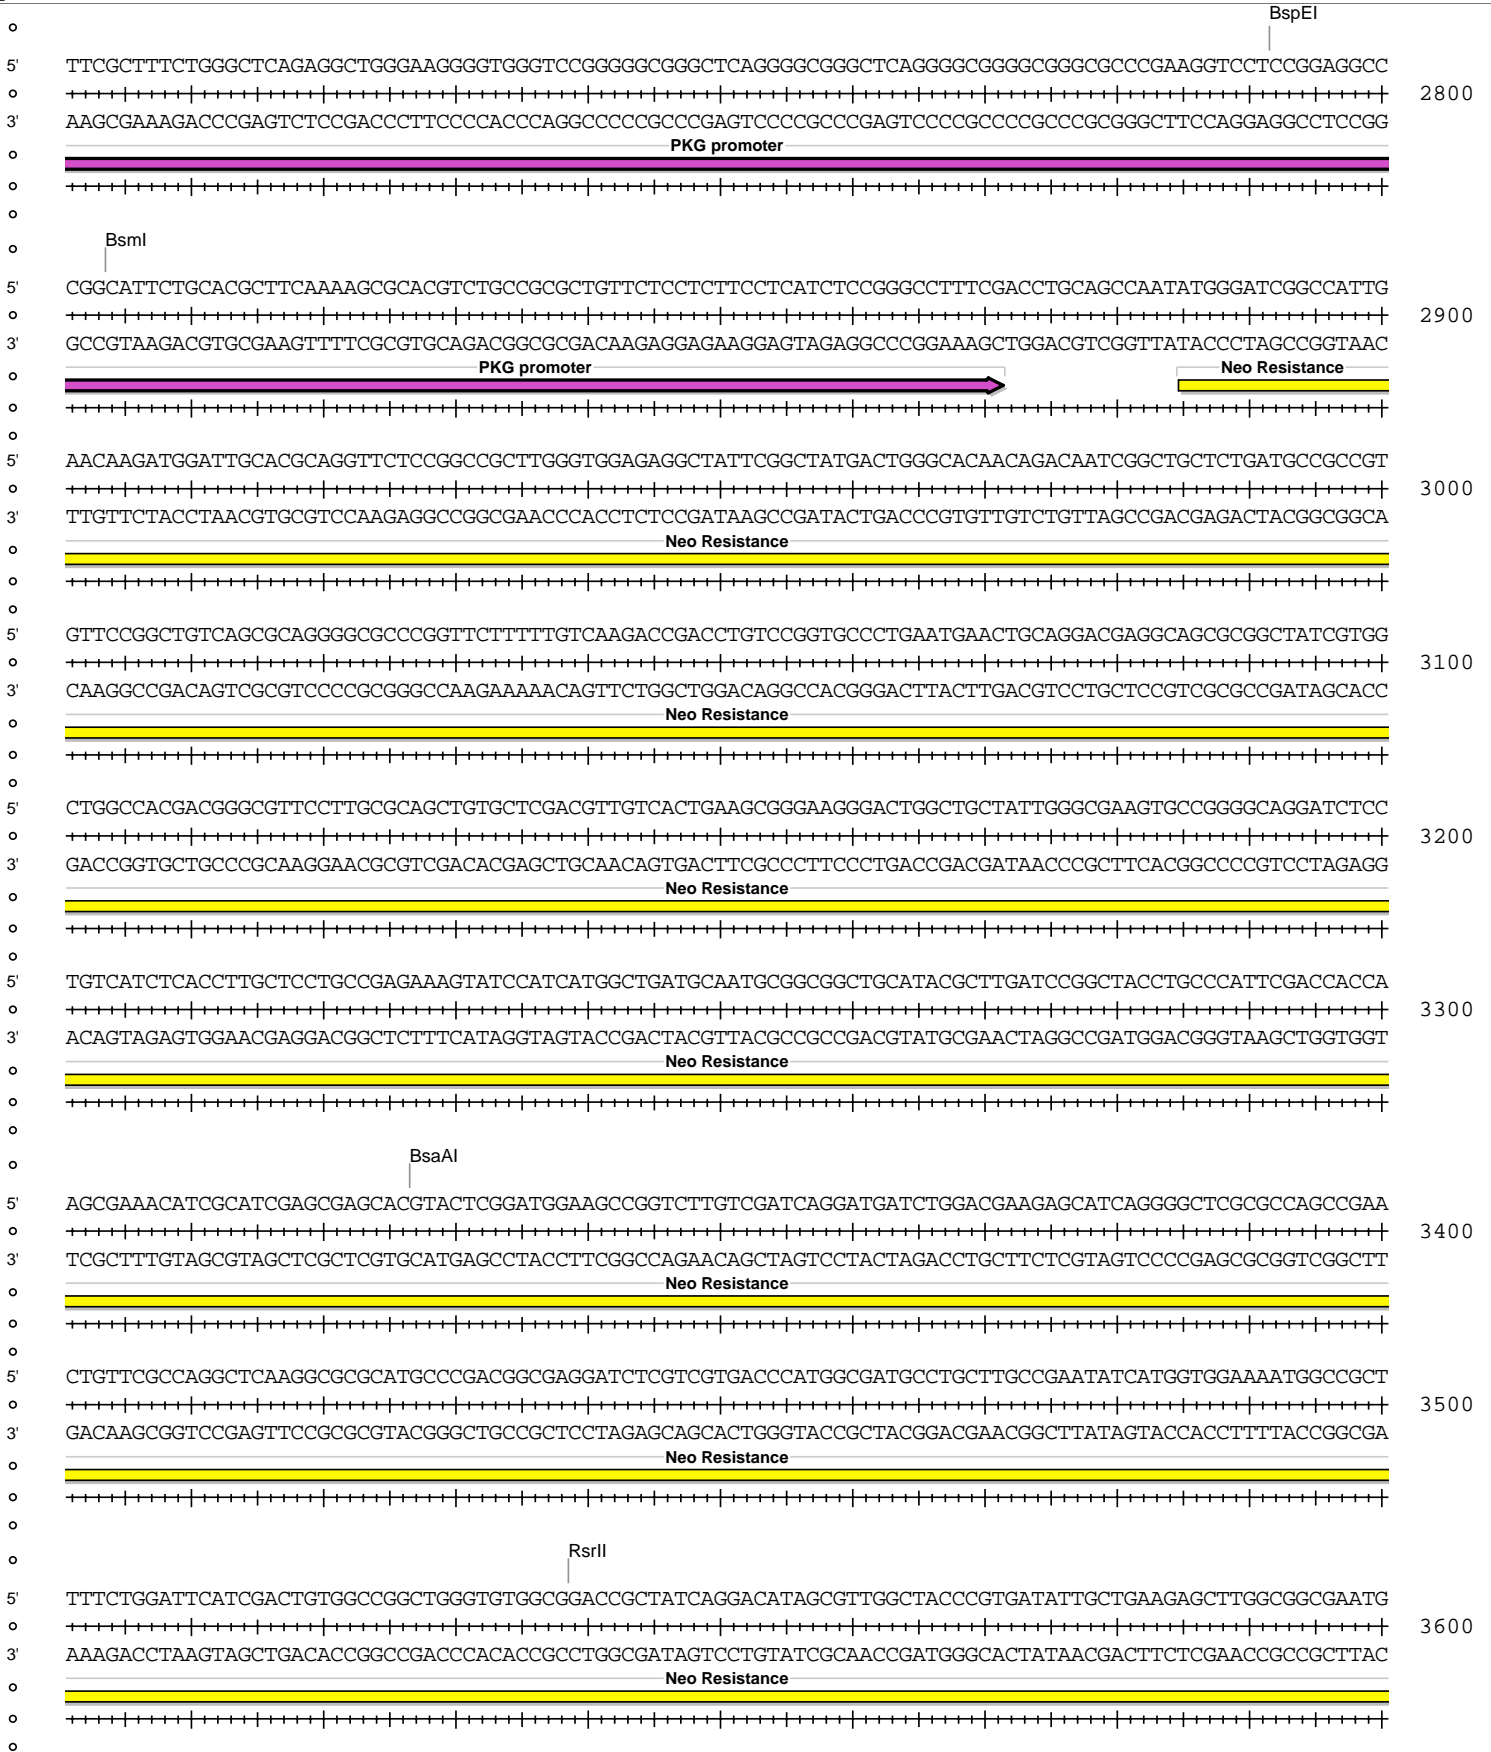 BspEI
5' TTCGCTTTCTGGGCTCAGAGGCTGGGAAGGGGTGGGTCCGGGGGCGGGCTCAGGGGCGGGCTCAGGGGCGGGGCGGGCGCCCGAAGGTCCTCCGGAGGCC
2800
3' AAGCGAAAGACCCGAGTCTCCGACCCTTCCCCACCCAGGCCCCCGCCCGAGTCCCCGCCCGAGTCCCCGCCCCGCCCGCGGGCTTCCAGGAGGCCTCCGG
PKG promoter
BsmI
5' CGGCATTCTGCACGCTTCAAAAGCGCACGTCTGCCGCGCTGTTCTCCTCTTCCTCATCTCCGGGCCTTTCGACCTGCAGCCAATATGGGATCGGCCATTG
2900
3' GCCGTAAGACGTGCGAAGTTTTCGCGTGCAGACGGCGCGACAAGAGGAGAAGGAGTAGAGGCCCGGAAAGCTGGACGTCGGTTATACCCTAGCCGGTAAC
PKG promoter Neo Resistance
5' AACAAGATGGATTGCACGCAGGTTCTCCGGCCGCTTGGGTGGAGAGGCTATTCGGCTATGACTGGGCACAACAGACAATCGGCTGCTCTGATGCCGCCGT
3000
3' TTGTTCTACCTAACGTGCGTCCAAGAGGCCGGCGAACCCACCTCTCCGATAAGCCGATACTGACCCGTGTTGTCTGTTAGCCGACGAGACTACGGCGGCA
Neo Resistance
5' GTTCCGGCTGTCAGCGCAGGGGCGCCCGGTTCTTTTTGTCAAGACCGACCTGTCCGGTGCCCTGAATGAACTGCAGGACGAGGCAGCGCGGCTATCGTGG
3100
3' CAAGGCCGACAGTCGCGTCCCCGCGGGCCAAGAAAAACAGTTCTGGCTGGACAGGCCACGGGACTTACTTGACGTCCTGCTCCGTCGCGCCGATAGCACC
Neo Resistance
5' CTGGCCACGACGGGCGTTCCTTGCGCAGCTGTGCTCGACGTTGTCACTGAAGCGGGAAGGGACTGGCTGCTATTGGGCGAAGTGCCGGGGCAGGATCTCC
3200
3' GACCGGTGCTGCCCGCAAGGAACGCGTCGACACGAGCTGCAACAGTGACTTCGCCCTTCCCTGACCGACGATAACCCGCTTCACGGCCCCGTCCTAGAGG
Neo Resistance
5' TGTCATCTCACCTTGCTCCTGCCGAGAAAGTATCCATCATGGCTGATGCAATGCGGCGGCTGCATACGCTTGATCCGGCTACCTGCCCATTCGACCACCA
3300
3' ACAGTAGAGTGGAACGAGGACGGCTCTTTCATAGGTAGTACCGACTACGTTACGCCGCCGACGTATGCGAACTAGGCCGATGGACGGGTAAGCTGGTGGT
Neo Resistance
BsaAI
5' AGCGAAACATCGCATCGAGCGAGCACGTACTCGGATGGAAGCCGGTCTTGTCGATCAGGATGATCTGGACGAAGAGCATCAGGGGCTCGCGCCAGCCGAA
3400
3' TCGCTTTGTAGCGTAGCTCGCTCGTGCATGAGCCTACCTTCGGCCAGAACAGCTAGTCCTACTAGACCTGCTTCTCGTAGTCCCCGAGCGCGGTCGGCTT
Neo Resistance
5' CTGTTCGCCAGGCTCAAGGCGCGCATGCCCGACGGCGAGGATCTCGTCGTGACCCATGGCGATGCCTGCTTGCCGAATATCATGGTGGAAAATGGCCGCT
3500
3' GACAAGCGGTCCGAGTTCCGCGCGTACGGGCTGCCGCTCCTAGAGCAGCACTGGGTACCGCTACGGACGAACGGCTTATAGTACCACCTTTTACCGGCGA
Neo Resistance
RsrII
5' TTTCTGGATTCATCGACTGTGGCCGGCTGGGTGTGGCGGACCGCTATCAGGACATAGCGTTGGCTACCCGTGATATTGCTGAAGAGCTTGGCGGCGAATG
3600
3' AAAGACCTAAGTAGCTGACACCGGCCGACCCACACCGCCTGGCGATAGTCCTGTATCGCAACCGATGGGCACTATAACGACTTCTCGAACCGCCGCTTAC
Neo Resistance